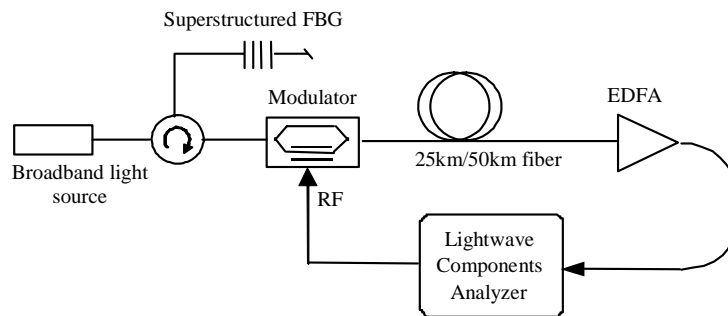 Superstructured FBG
Modulator
EDFA
Broadband light
source
25km/50km fiber
RF
Lightwave
Components
Analyzer